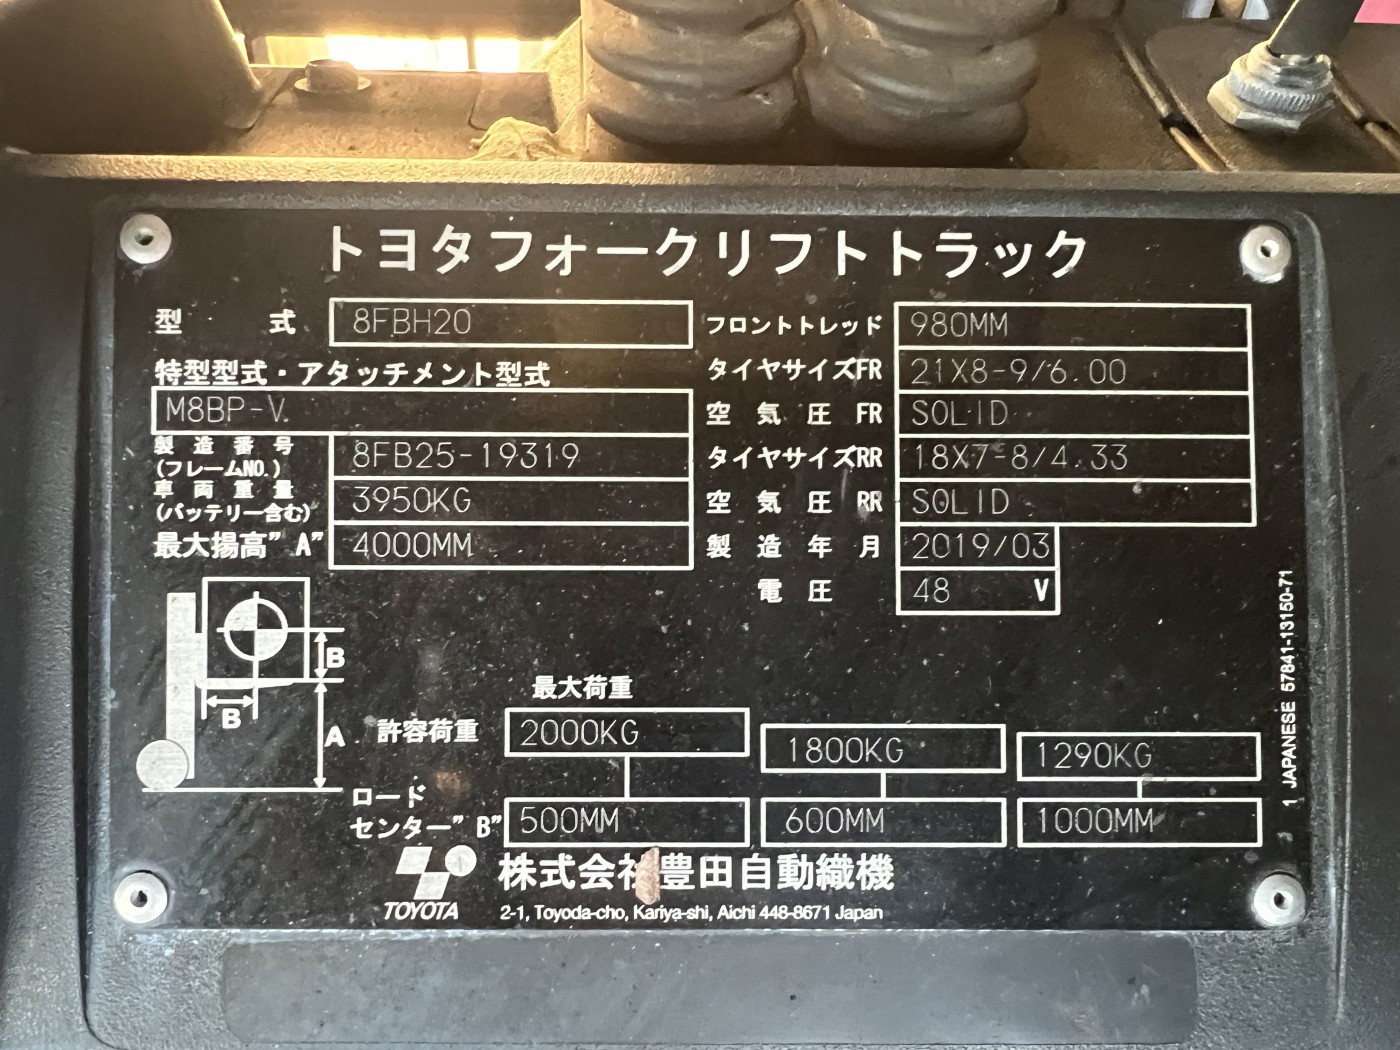 トヨタフォークリフトトラック
型式 8FBH20
特型型式・アタッチメント型式
M8BP-V
製造番号
(フレームNO.) 8FB25-19319
車両重量
(バッテリー含む) 3950KG
最大揚高"A" 4000MM
フロントトレッド 980MM
タイヤサイズFR 21X8-9/6.00
空気圧 FR SOLID
タイヤサイズRR 18X7-8/4.33
空気圧 RR SOLID
製造年月 2019/03
電圧 48 V
B
B
A
最大荷重
許容荷重 2000KG 1800KG 1290KG
ロード
センター"B" 500MM 600MM 1000MM
株式会社豊田自動織機
TOYOTA 2-1, Toyoda-cho, Kariya-shi, Aichi 448-8671 Japan
1 JAPANESE 57841-13150-71